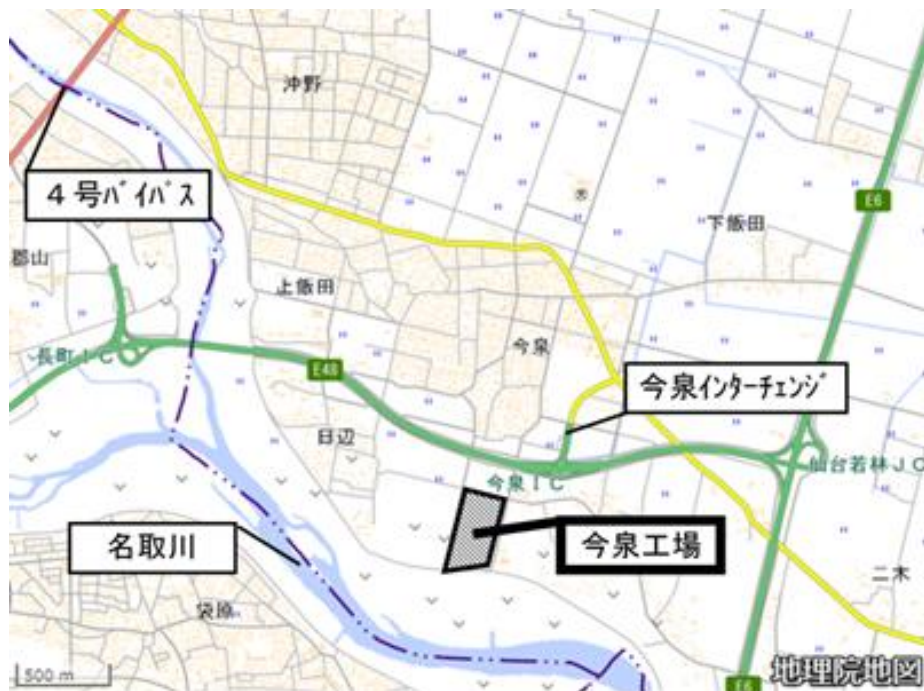 沖野
4号ﾊﾞｲﾊﾟｽ
E6
下飯田
郡山
上飯田
今泉
長町IC
E48
今泉ｲﾝﾀｰﾁｪﾝｼﾞ
日辺
今泉IC
仙台若林JC
名取川
今泉工場
二木
袋原
500 m
地理院地図
E6